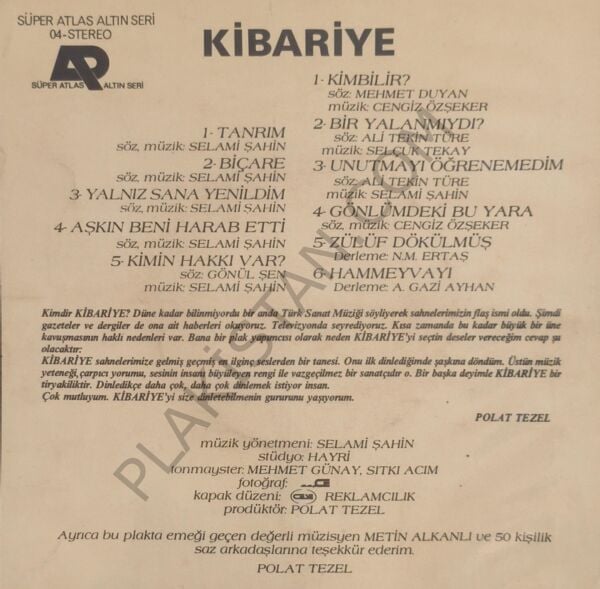 SÜPER ATLAS ALTIN SERİ
04-STEREO
SÜPER ATLAS ALTIN SERİ
KİBARİYE
1- TANRIM
söz, müzik: SELAMİ ŞAHİN
2- BİÇARE
söz, müzik: SELAMİ ŞAHİN
3- YALNIZ SANA YENİLDİM
söz, müzik: SELAMİ ŞAHİN
4- AŞKIN BENİ HARAB ETTİ
söz, müzik: SELAMİ ŞAHİN
5- KİMİN HAKKI VAR?
söz: GÖNÜL ŞEN
müzik: SELAMİ ŞAHİN
1- KİMBİLİR?
söz: MEHMET DUYAN
müzik: CENGİZ ÖZŞEKER
2- BİR YALANMIYDI?
söz: ALİ TEKİN TÜRE
müzik: SELÇUK TEKAY
3- UNUTMAYI ÖĞRENEMEDİM
söz: ALİ TEKİN TÜRE
müzik: SELAMİ ŞAHİN
4- GÖNLÜMDEKİ BU YARA
söz, müzik: CENGİZ ÖZŞEKER
5- ZÜLÜF DÖKÜLMÜŞ
Derleme: N.M. ERTAŞ
6- HAMMEYVAYI
Derleme: A. GAZİ AYHAN
Kimdir KİBARİYE? Düne kadar bilinmiyordu bir anda Türk Sanat Müziği söyliyerek sahnelerimizin flaş ismi oldu. Şimdi
gazeteler ve dergiler de ona ait haberleri okuyoruz. Televizyonda seyrediyoruz. Kısa zamanda bu kadar büyük bir üne
kavuşmasının haklı nedenleri var. Bana bir plak yapımcısı olarak neden KİBARİYE'yi seçtin deseler vereceğim cevap şu
olacaktır:
KİBARİYE sahnelerimize gelmiş geçmiş en ilginç seslerden bir tanesi. Onu ilk dinlediğimde şaşkına döndüm. Üstün müzik
yeteneği, çarpıcı yorumu, sesinin insanı büyüleyen rengi ile vazgeçilmez bir sanatçıdır o. Bir başka deyimle KİBARİYE bir
tiryakiliktir. Dinledikçe daha çok, daha çok dinlemek istiyor insan.
Çok mutluyum. KİBARİYE'yi size dinletebilmenin gururunu yaşıyorum.
POLAT TEZEL
müzik yönetmeni: SELAMİ ŞAHİN
stüdyo: HAYRİ
tonmayster: MEHMET GÜNAY, SITKI ACIM
fotoğraf:
kapak düzeni: REKLAMCILIK
prodüktör: POLAT TEZEL
Ayrıca bu plakta emeği geçen değerli müzisyen METİN ALKANLI ve 50 kişilik
saz arkadaşlarına teşekkür ederim.
POLAT TEZEL
PLAKİSTAN.COM